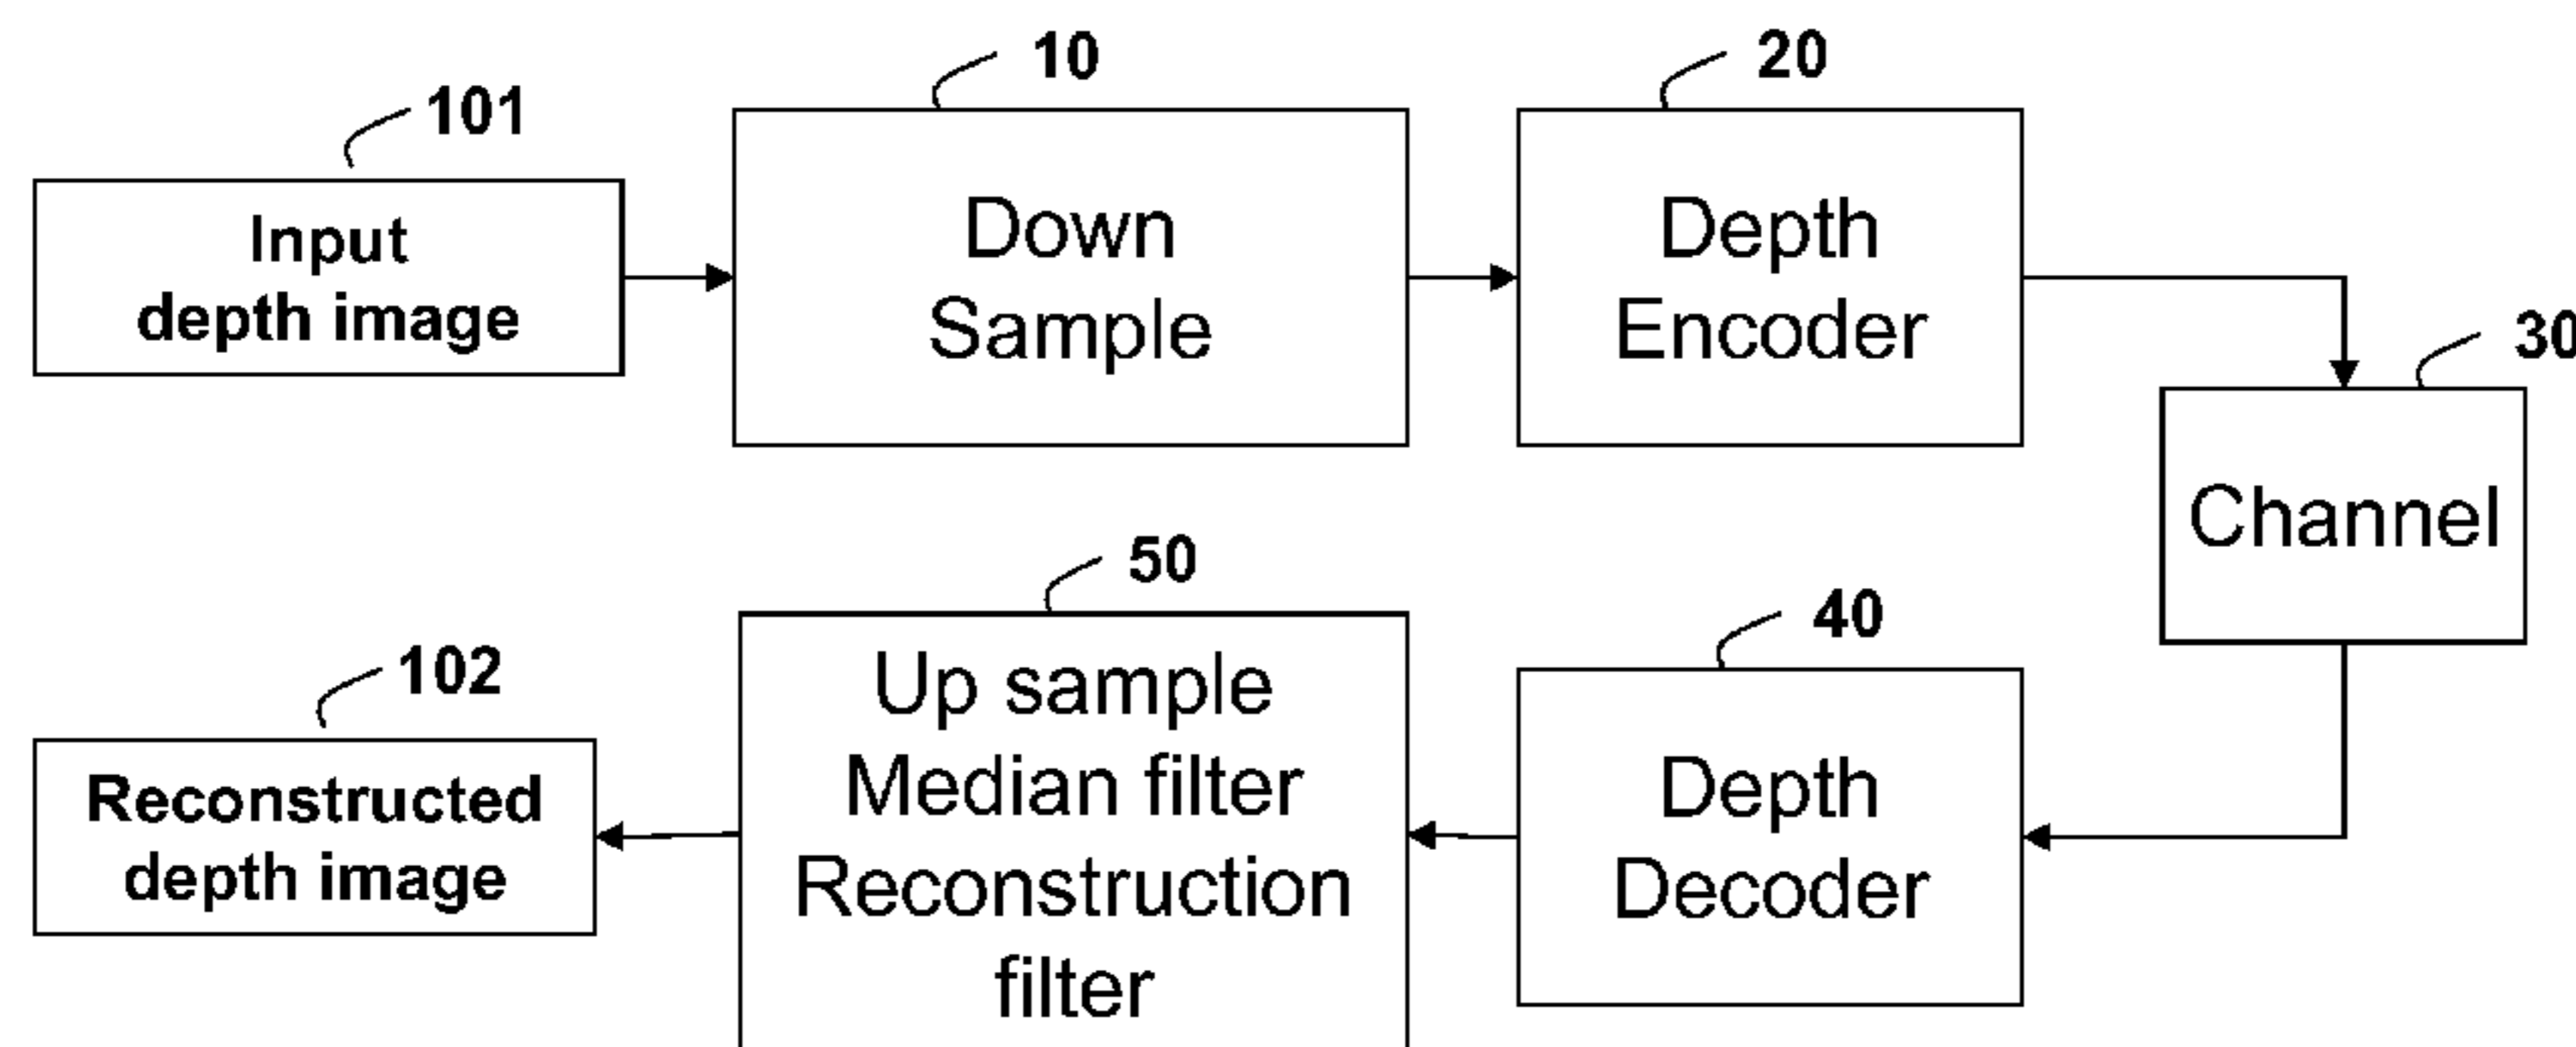 101
Input
depth image
10
Down
Sample
20
Depth
Encoder
30
Channel
40
Depth
Decoder
50
Up sample
Median filter
Reconstruction
filter
102
Reconstructed
depth image